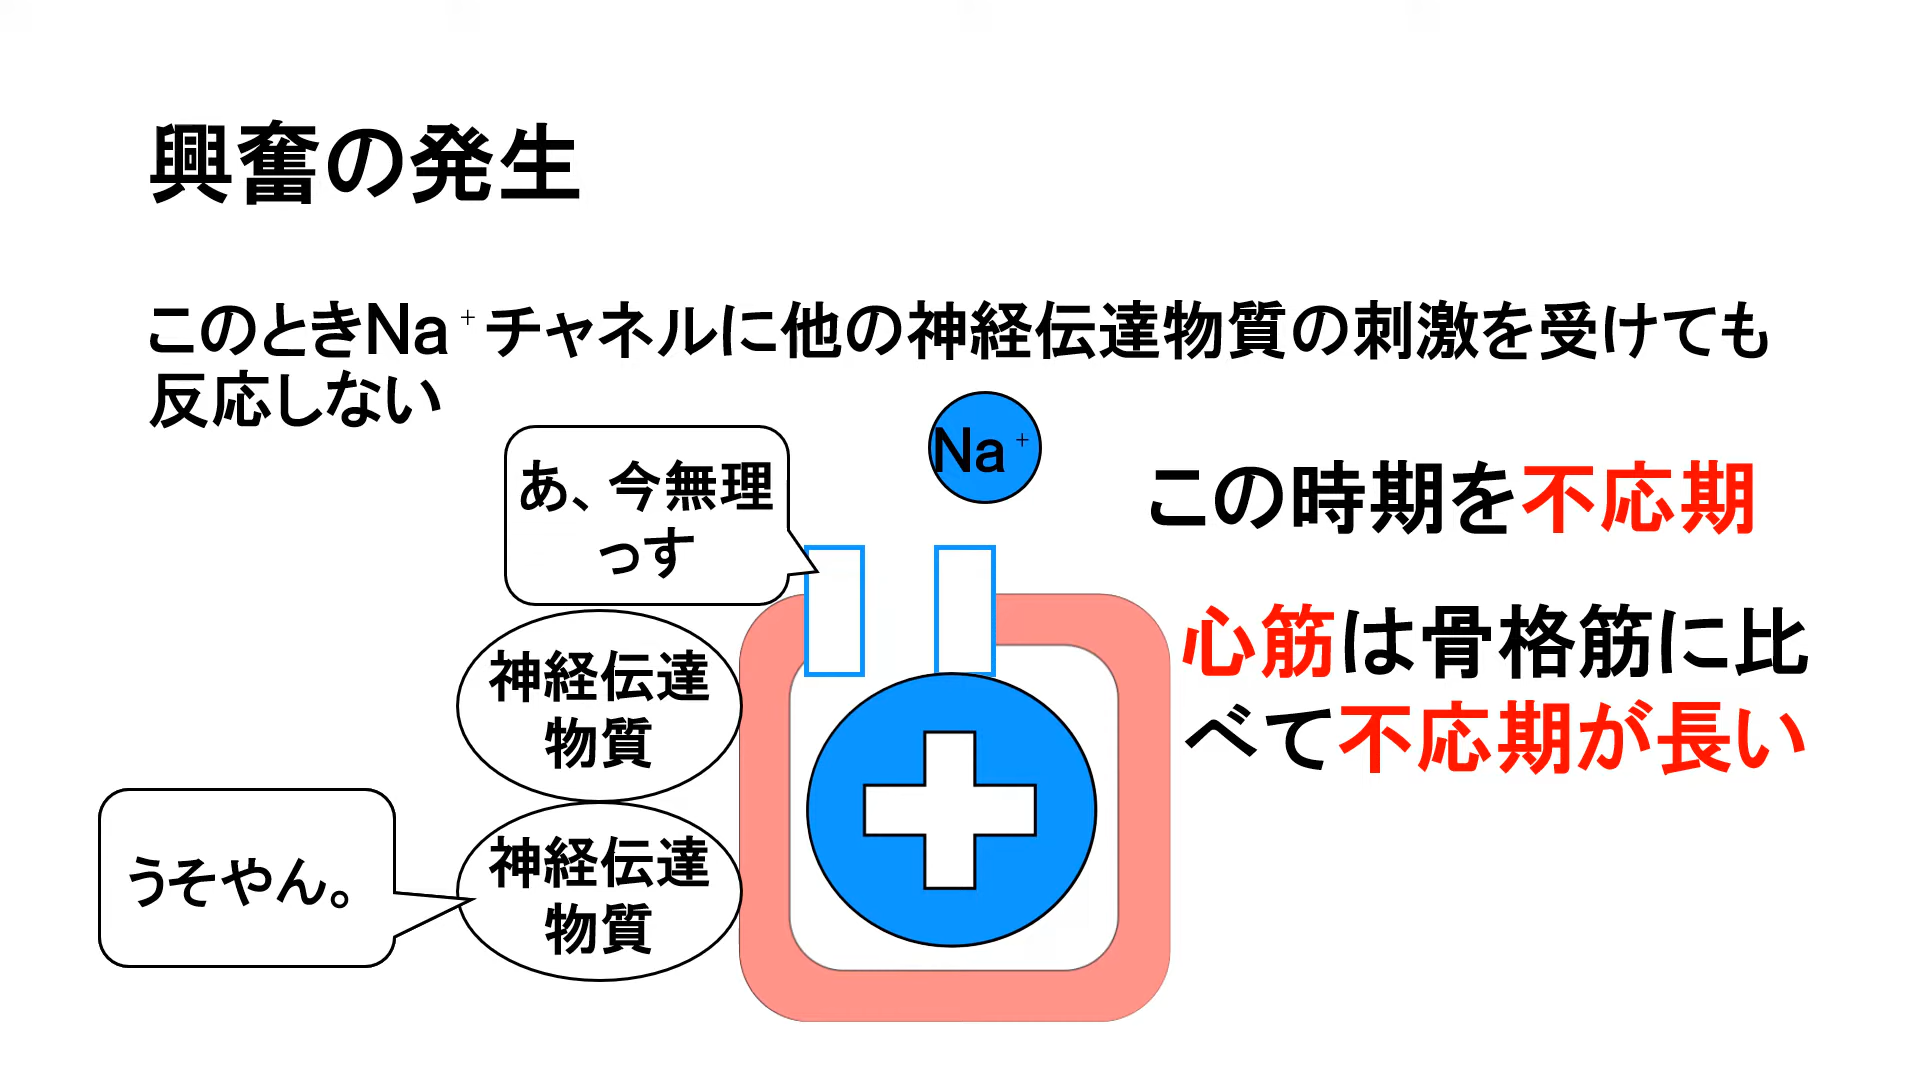 興奮の発生
このときNa⁺チャネルに他の神経伝達物質の刺激を受けても
反応しない
あ、今無理
っす
Na⁺
この時期を不応期
心筋は骨格筋に比
べて不応期が長い
神経伝達
物質
うそやん。
神経伝達
物質